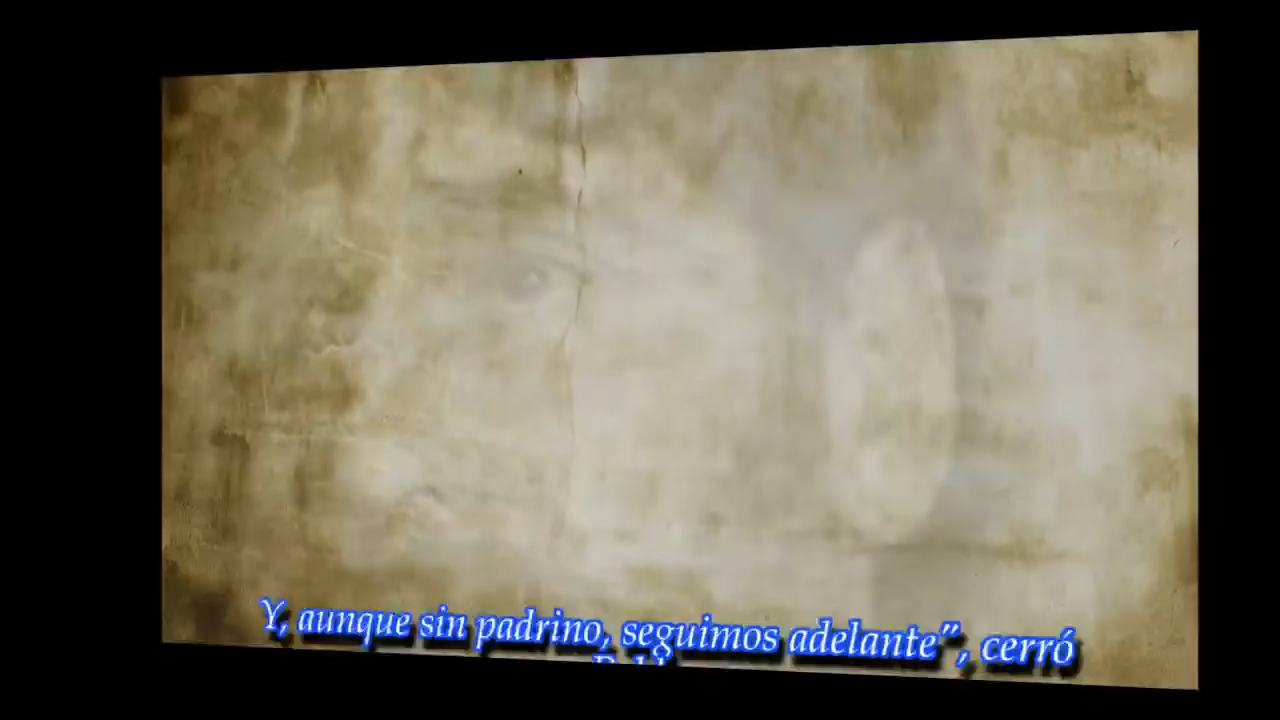 Y, aunque sin padrino, seguimos adelante”, cerró